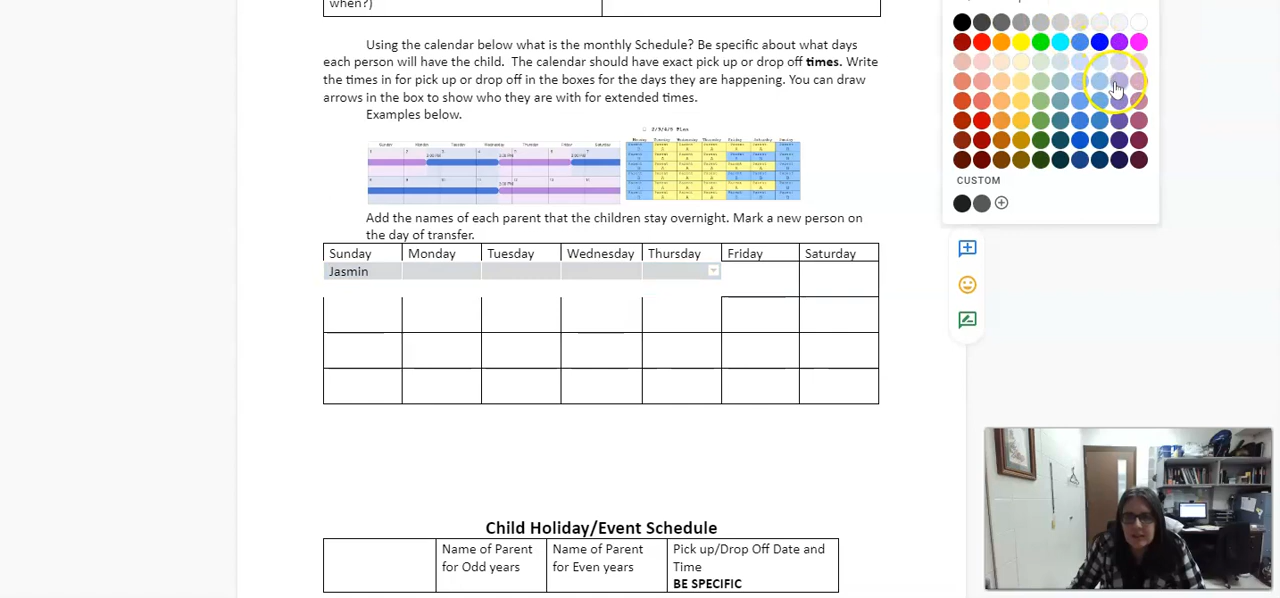 when?)
Using the calendar below what is the monthly Schedule? Be specific about what days
each person will have the child.  The calendar should have exact pick up or drop off times. Write
the times in for pick up or drop off in the boxes for the days they are happening. You can draw
arrows in the box to show who they are with for extended times.
Examples below.
2/3/4/5 Plan
Add the names of each parent that the children stay overnight. Mark a new person on
the day of transfer.
Sunday Monday Tuesday Wednesday Thursday Friday Saturday
Jasmin
CUSTOM
Child Holiday/Event Schedule
Name of Parent for Odd years
Name of Parent for Even years
Pick up/Drop Off Date and Time
BE SPECIFIC